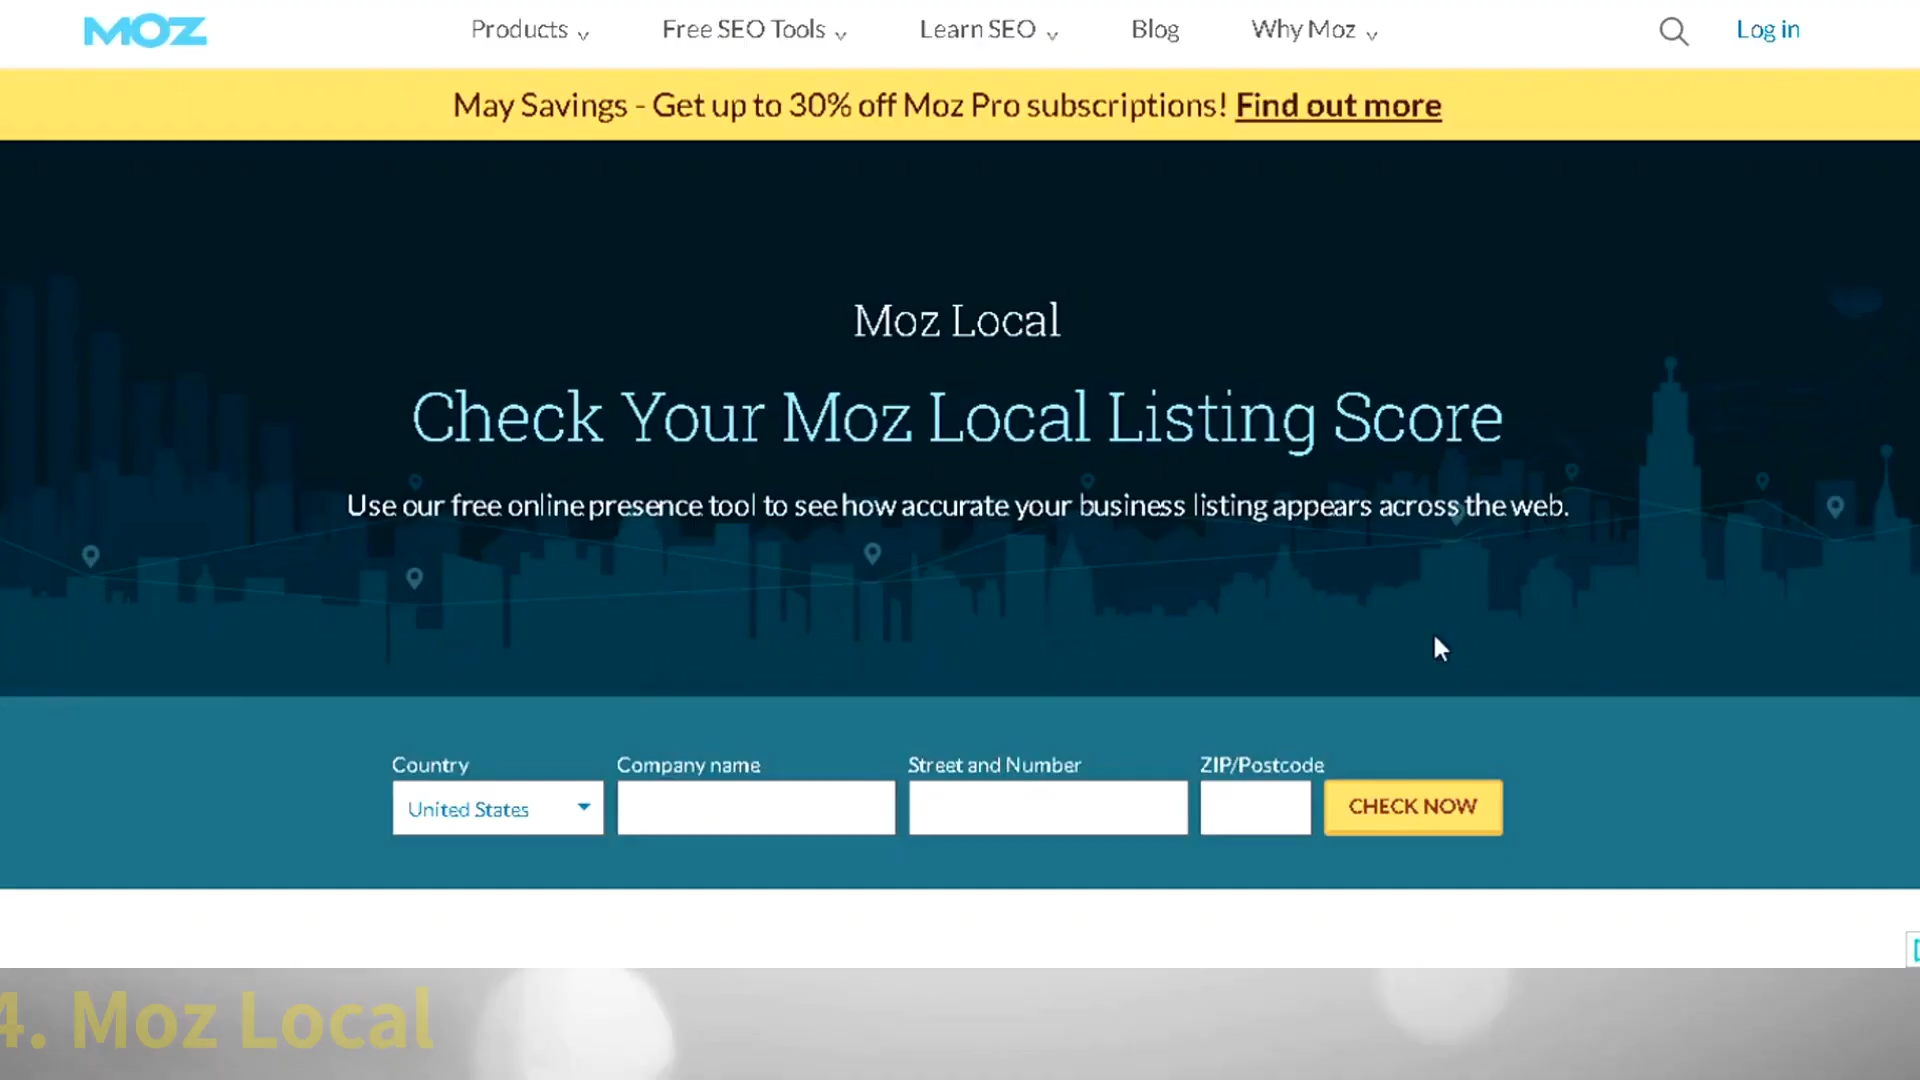 MOZ
Products
Free SEO Tools
Learn SEO
Blog
Why Moz
Log in
May Savings - Get up to 30% off Moz Pro subscriptions! Find out more
Moz Local
Check Your Moz Local Listing Score
Use our free online presence tool to see how accurate your business listing appears across the web.
Country
Company name
Street and Number
ZIP/Postcode
United States
CHECK NOW
4. Moz Local